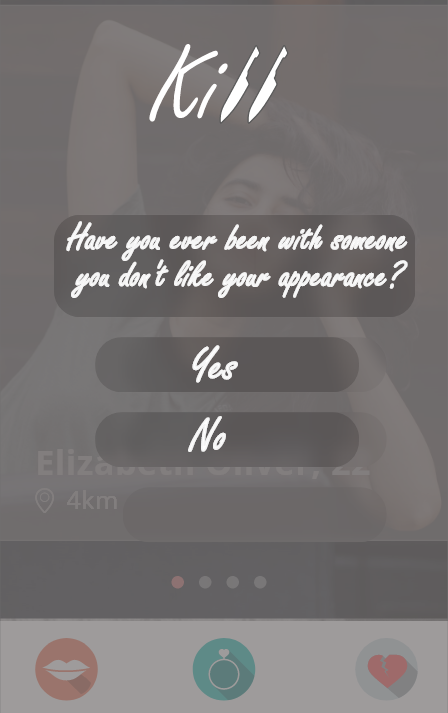 Kill
Have you ever been with someone
you don't like your appearance?
Yes
No
Elizabeth Oliver, 22
4km